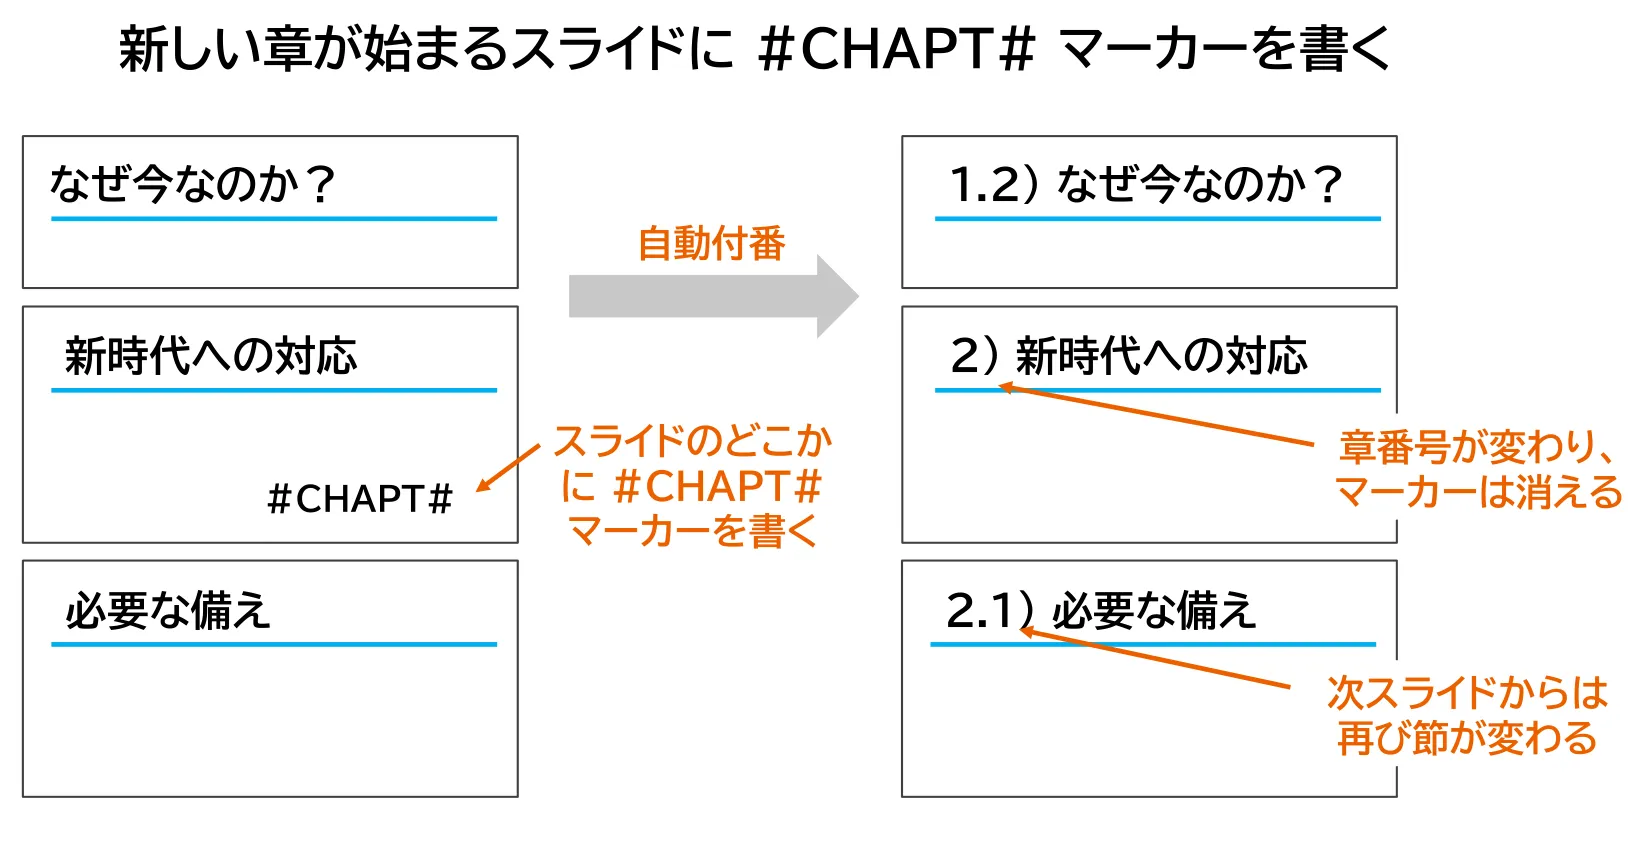 新しい章が始まるスライドに #CHAPT# マーカーを書く
なぜ今なのか？
新時代への対応
#CHAPT#
必要な備え
自動付番
スライドのどこか
に #CHAPT#
マーカーを書く
1.2) なぜ今なのか？
2) 新時代への対応
章番号が変わり、
マーカーは消える
2.1) 必要な備え
次スライドからは
再び節が変わる